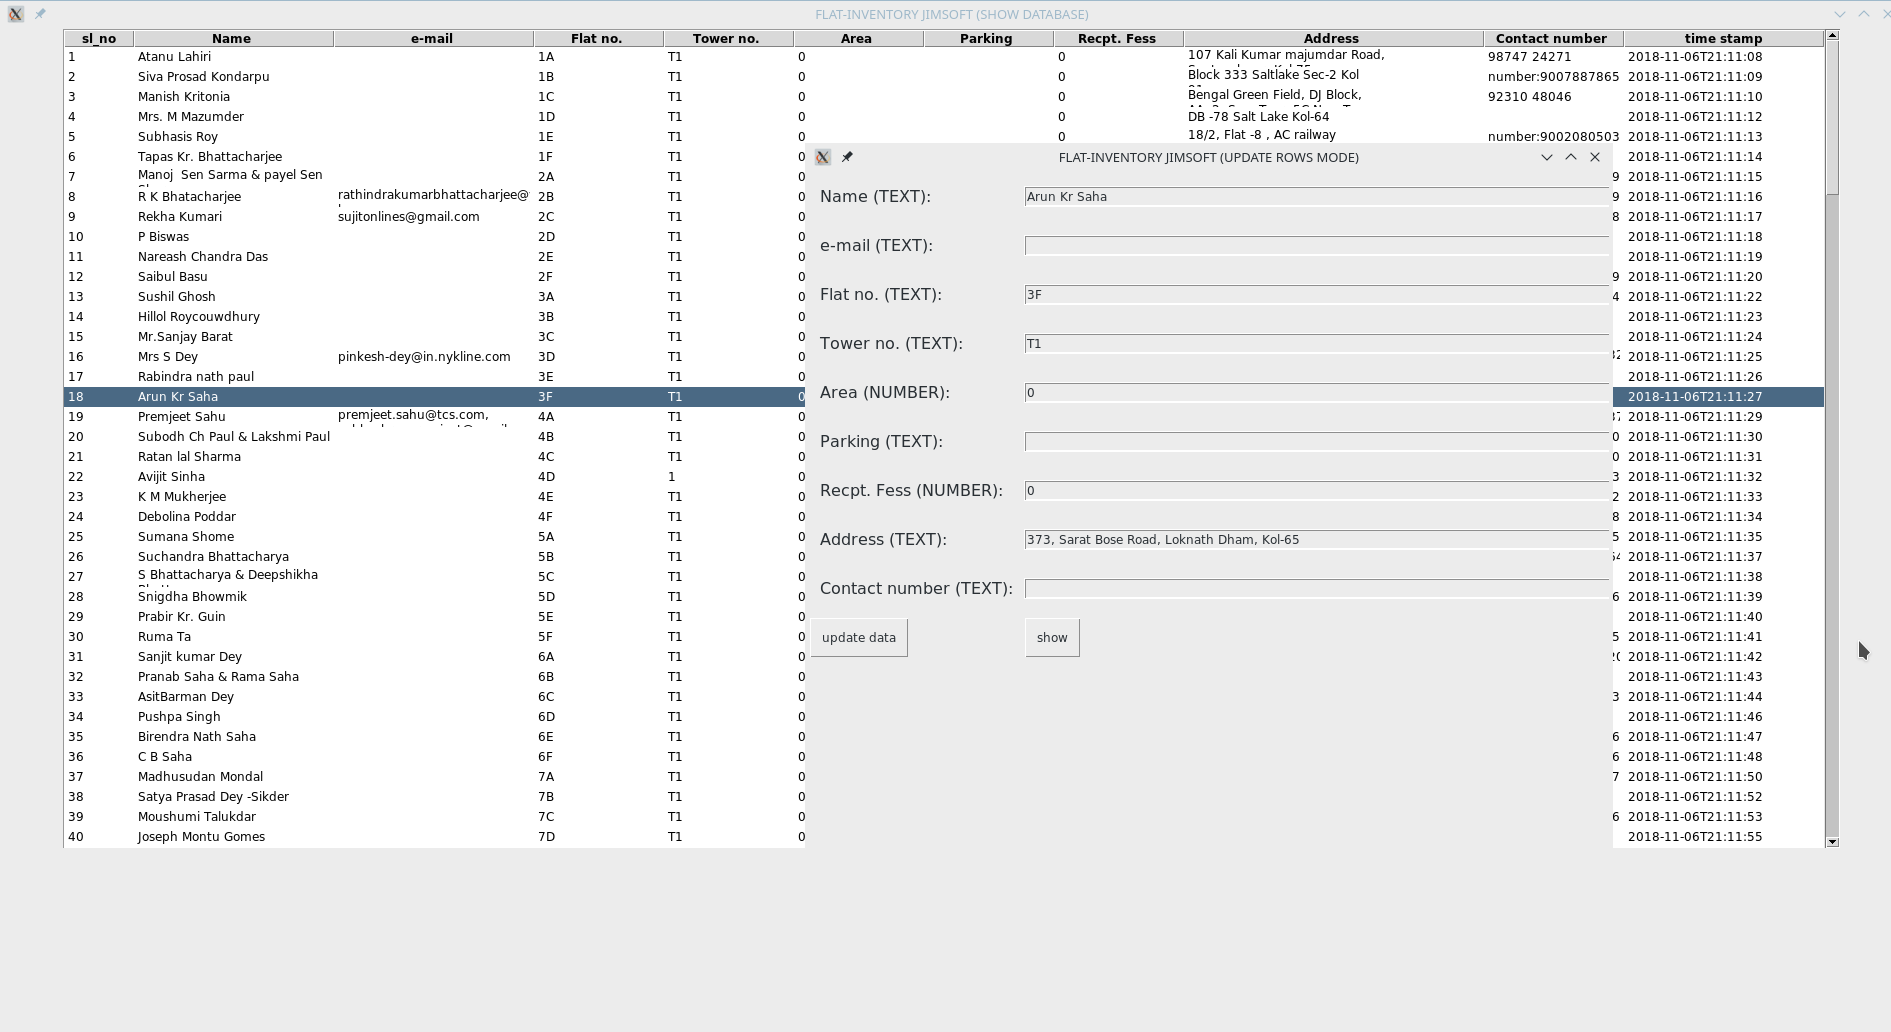 FLAT-INVENTORY JIMSOFT (SHOW DATABASE)
sl_no Name e-mail Flat no. Tower no. Area Parking Recpt. Fess Address Contact number time stamp
1 Atanu Lahiri 1A T1 0 0 107 Kali Kumar majumdar Road, 98747 24271 2018-11-06T21:11:08
2 Siva Prosad Kondarpu 1B T1 0 0 Block 333 Saltlake Sec-2 Kol number:9007887865 2018-11-06T21:11:09
3 Manish Kritonia 1C T1 0 0 Bengal Green Field, DJ Block, 92310 48046 2018-11-06T21:11:10
4 Mrs. M Mazumder 1D T1 0 0 DB -78 Salt Lake Kol-64 2018-11-06T21:11:12
5 Subhasis Roy 1E T1 0 0 18/2, Flat -8 , AC railway number:9002080503 2018-11-06T21:11:13
6 Tapas Kr. Bhattacharjee 1F T1 0 2018-11-06T21:11:14
7 Manoj Sen Sarma & payel Sen 2A T1 0 9 2018-11-06T21:11:15
8 R K Bhatacharjee rathindrakumarbhattacharjee@ 2B T1 0 9 2018-11-06T21:11:16
9 Rekha Kumari sujitonlines@gmail.com 2C T1 0 8 2018-11-06T21:11:17
10 P Biswas 2D T1 0 2018-11-06T21:11:18
11 Nareash Chandra Das 2E T1 0 2018-11-06T21:11:19
12 Saibul Basu 2F T1 0 9 2018-11-06T21:11:20
13 Sushil Ghosh 3A T1 0 4 2018-11-06T21:11:22
14 Hillol Roycouwdhury 3B T1 0 2018-11-06T21:11:23
15 Mr.Sanjay Barat 3C T1 0 2018-11-06T21:11:24
16 Mrs S Dey pinkesh-dey@in.nykline.com 3D T1 0 2018-11-06T21:11:25
17 Rabindra nath paul 3E T1 0 2018-11-06T21:11:26
18 Arun Kr Saha 3F T1 0 2018-11-06T21:11:27
19 Premjeet Sahu premjeet.sahu@tcs.com, 4A T1 0 2018-11-06T21:11:29
20 Subodh Ch Paul & Lakshmi Paul 4B T1 0 0 2018-11-06T21:11:30
21 Ratan lal Sharma 4C T1 0 0 2018-11-06T21:11:31
22 Avijit Sinha 4D 1 0 3 2018-11-06T21:11:32
23 K M Mukherjee 4E T1 0 2 2018-11-06T21:11:33
24 Debolina Poddar 4F T1 0 8 2018-11-06T21:11:34
25 Sumana Shome 5A T1 0 5 2018-11-06T21:11:35
26 Suchandra Bhattacharya 5B T1 0 2018-11-06T21:11:37
27 S Bhattacharya & Deepshikha 5C T1 0 2018-11-06T21:11:38
28 Snigdha Bhowmik 5D T1 0 6 2018-11-06T21:11:39
29 Prabir Kr. Guin 5E T1 0 2018-11-06T21:11:40
30 Ruma Ta 5F T1 0 5 2018-11-06T21:11:41
31 Sanjit kumar Dey 6A T1 0 2018-11-06T21:11:42
32 Pranab Saha & Rama Saha 6B T1 0 2018-11-06T21:11:43
33 AsitBarman Dey 6C T1 0 3 2018-11-06T21:11:44
34 Pushpa Singh 6D T1 0 2018-11-06T21:11:46
35 Birendra Nath Saha 6E T1 0 6 2018-11-06T21:11:47
36 C B Saha 6F T1 0 6 2018-11-06T21:11:48
37 Madhusudan Mondal 7A T1 0 7 2018-11-06T21:11:50
38 Satya Prasad Dey -Sikder 7B T1 0 2018-11-06T21:11:52
39 Moushumi Talukdar 7C T1 0 6 2018-11-06T21:11:53
40 Joseph Montu Gomes 7D T1 0 2018-11-06T21:11:55
FLAT-INVENTORY JIMSOFT (UPDATE ROWS MODE)
Name (TEXT): Arun Kr Saha
e-mail (TEXT):
Flat no. (TEXT): 3F
Tower no. (TEXT): T1
Area (NUMBER): 0
Parking (TEXT):
Recpt. Fess (NUMBER): 0
Address (TEXT): 373, Sarat Bose Road, Loknath Dham, Kol-65
Contact number (TEXT):
update data show